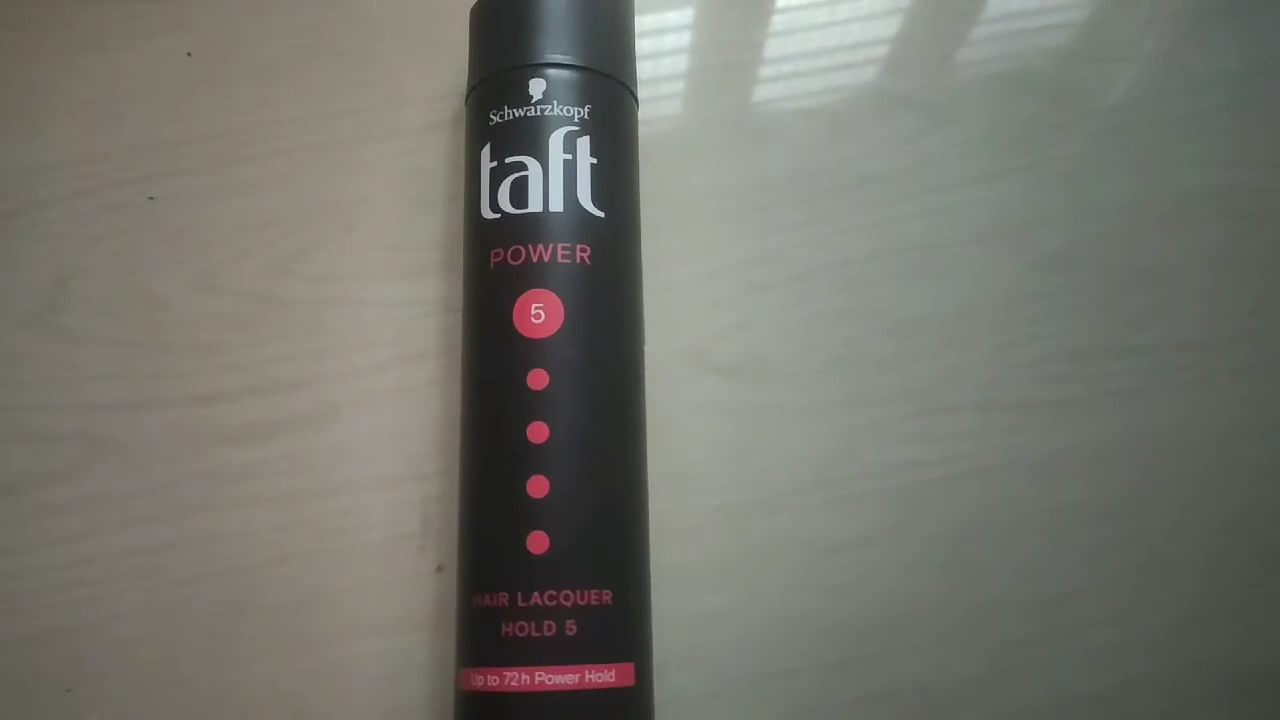 Schwarzkopf
taft
POWER
5
HAIR LACQUER
HOLD 5
Up to 72h Power Hold